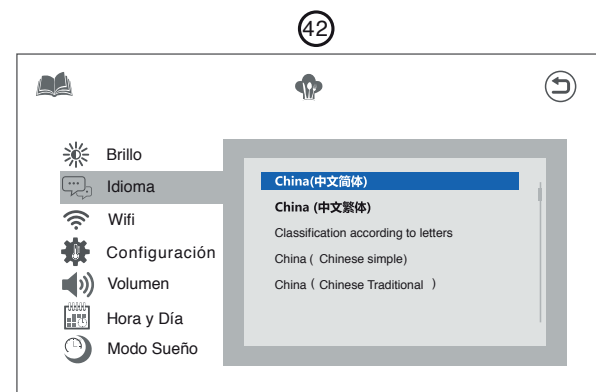 42
Brillo
Idioma
Wifi
Configuración
Volumen
Hora y Día
Modo Sueño
China(中文简体)
China (中文繁体)
Classification according to letters
China ( Chinese simple)
China ( Chinese Traditional )